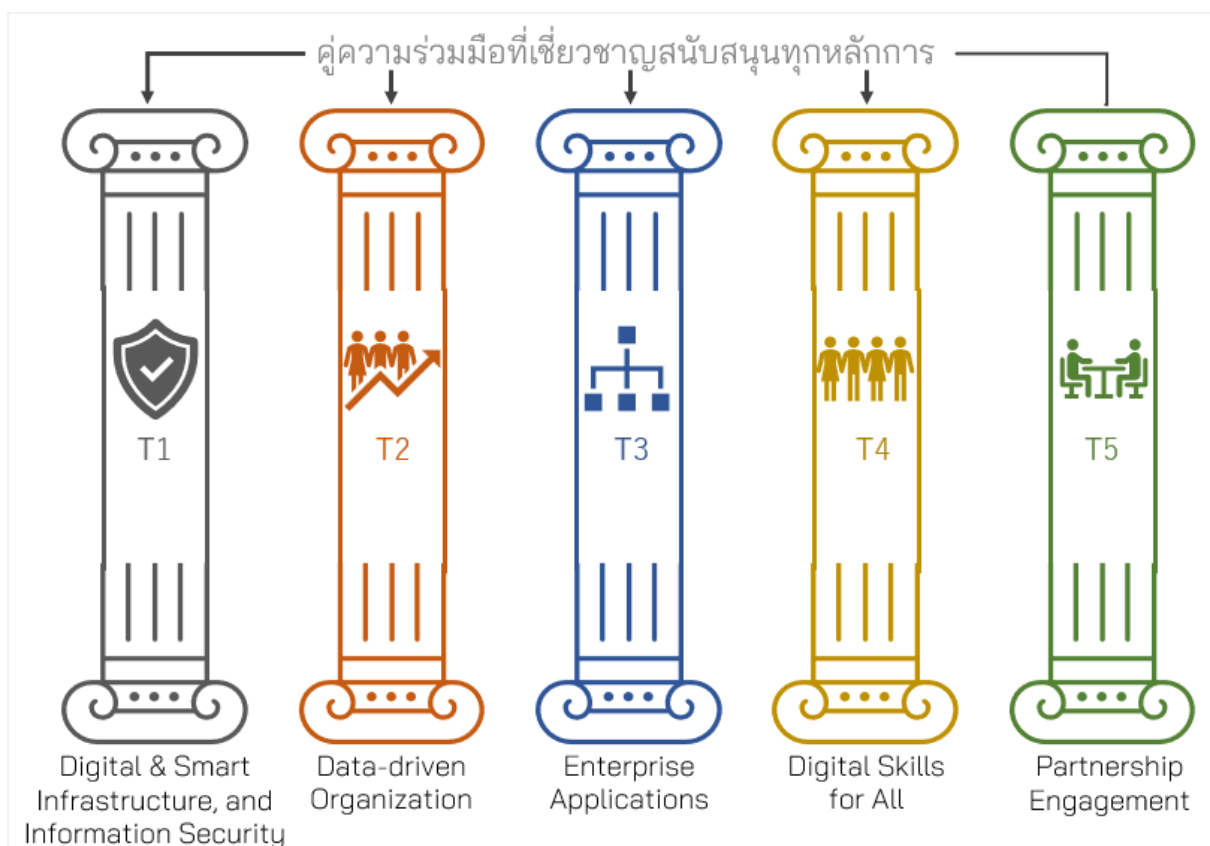 คู่ความร่วมมือที่เชี่ยวชาญสนับสนุนทุกหลักการ
T1
T2
T3
T4
T5
Digital & Smart
Infrastructure, and
Information Security
Data-driven
Organization
Enterprise
Applications
Digital Skills
for All
Partnership
Engagement